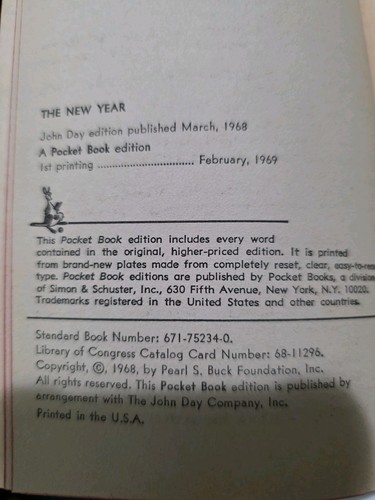 THE NEW YEAR
John Day edition published March, 1968
A Pocket Book edition
1st printing ................................ February, 1969
This Pocket Book edition includes every word
contained in the original, higher-priced edition. It is printed
from brand-new plates made from completely reset, clear, easy-to-read
type. Pocket Book editions are published by Pocket Books, a division
of Simon & Schuster, Inc., 630 Fifth Avenue, New York, N.Y. 10020.
Trademarks registered in the United States and other countries.
Standard Book Number: 671-75234-0.
Library of Congress Catalog Card Number: 68-11296.
Copyright, ©, 1968, by Pearl S. Buck Foundation, Inc.
All rights reserved. This Pocket Book edition is published by
arrangement with The John Day Company, Inc.
Printed in the U.S.A.